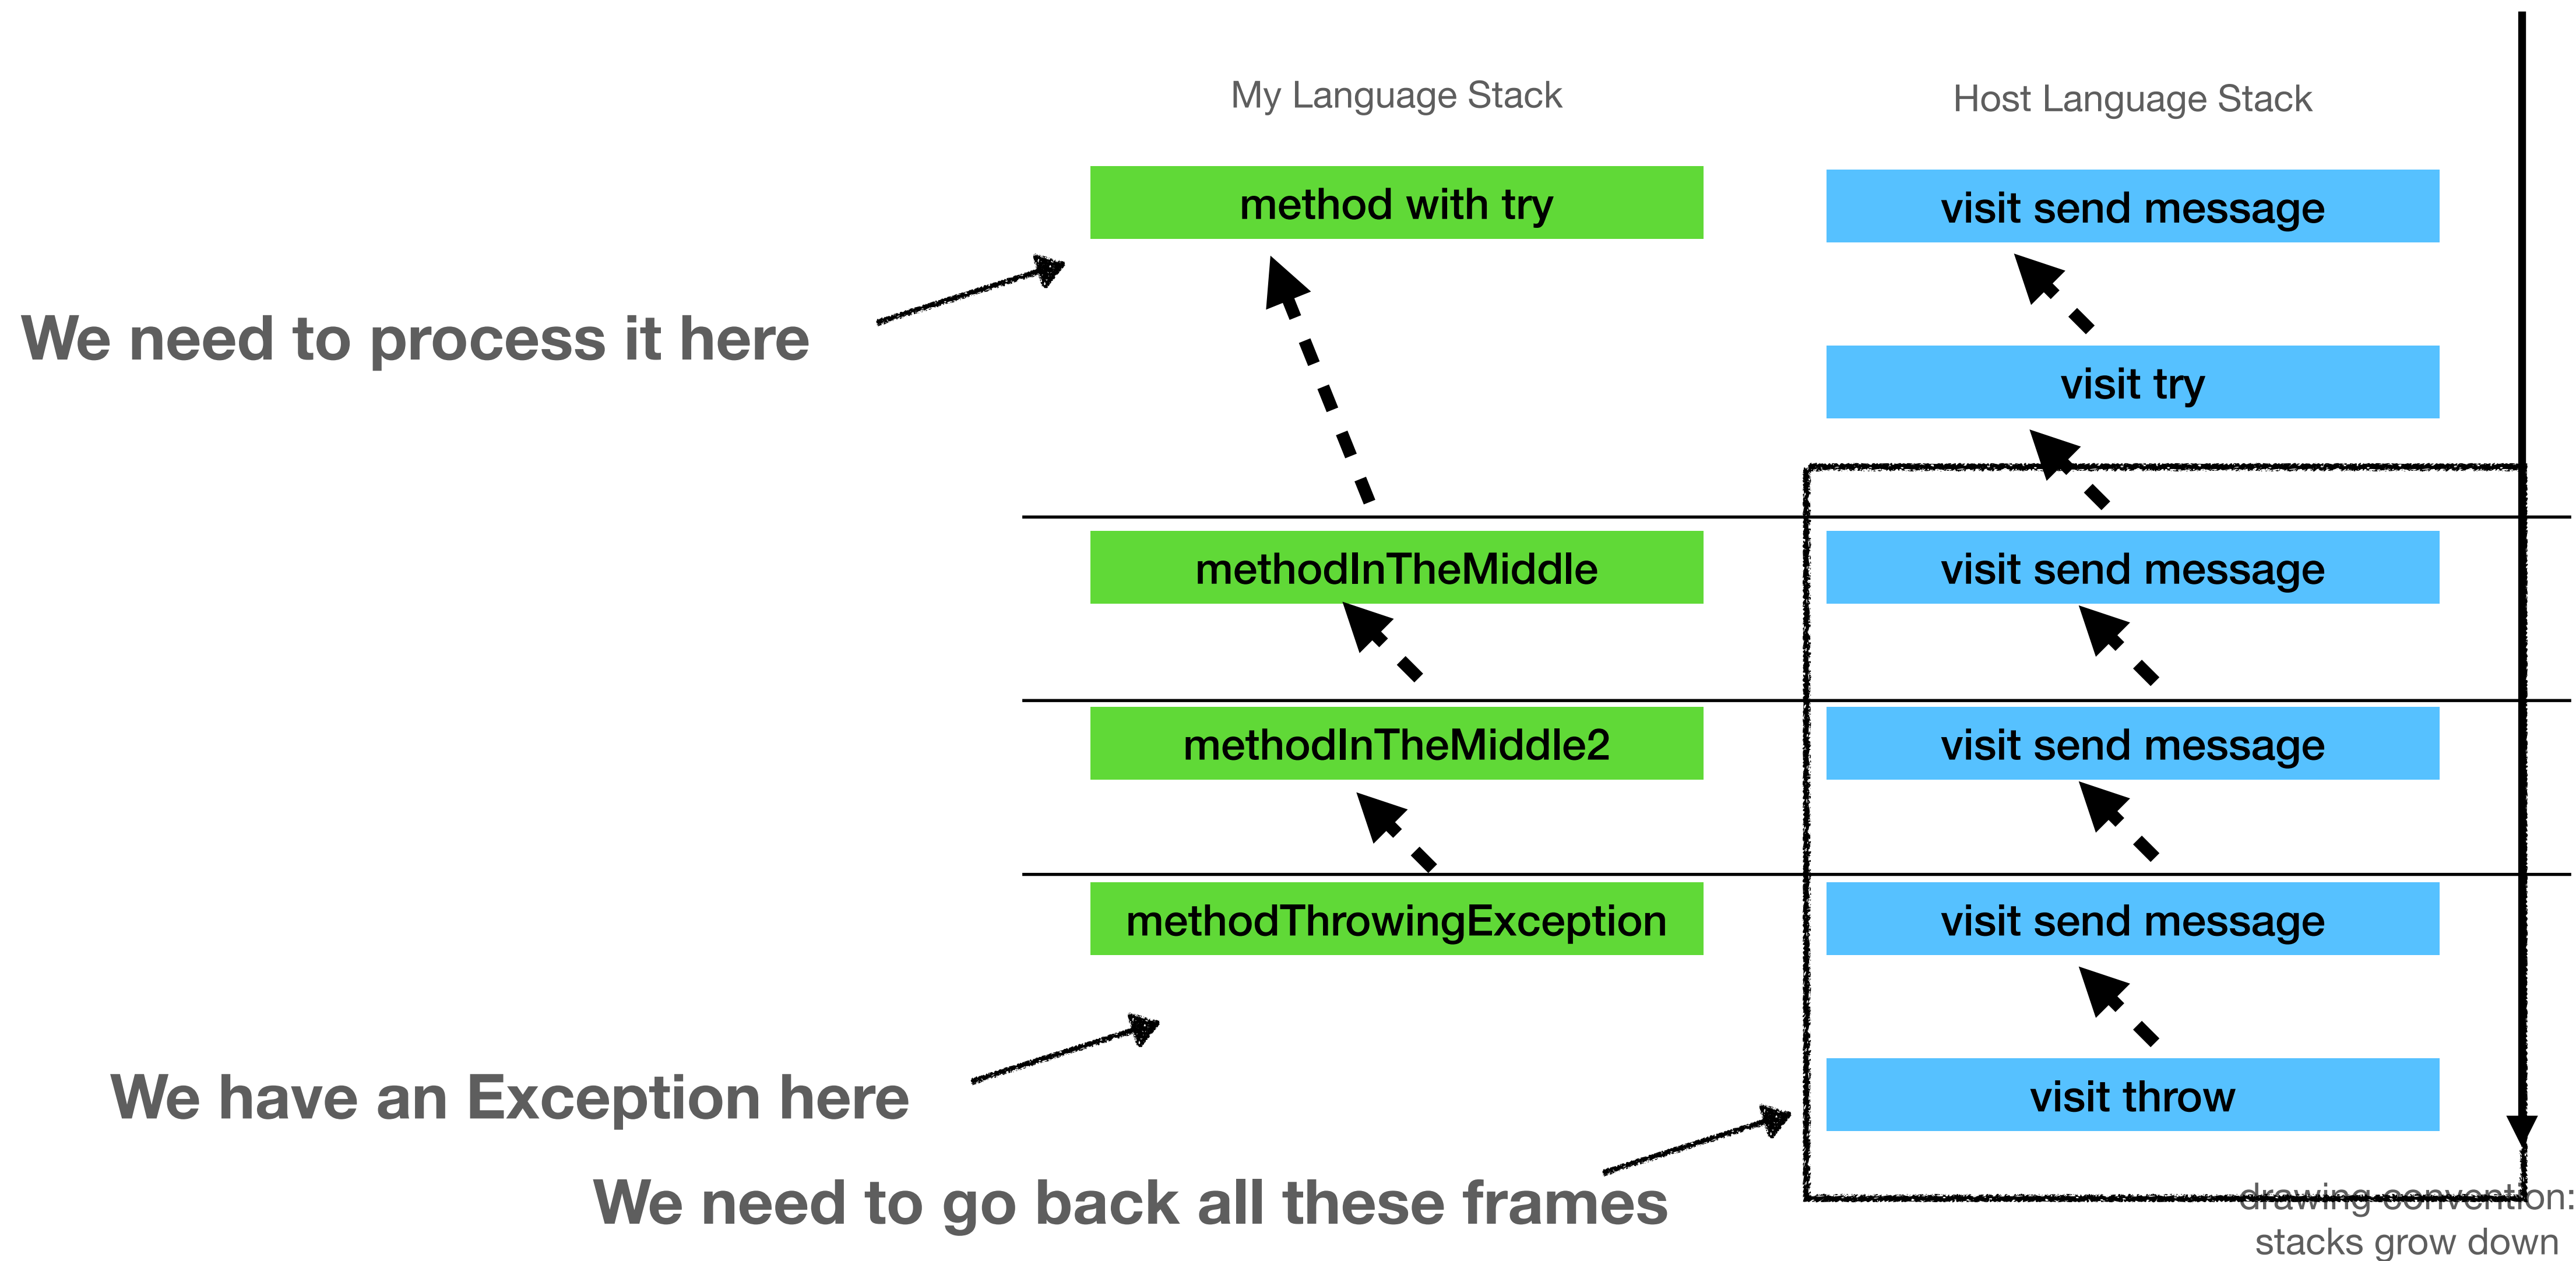 My Language Stack
Host Language Stack
method with try
visit send message
We need to process it here
visit try
methodInTheMiddle
visit send message
methodInTheMiddle2
visit send message
methodThrowingException
visit send message
We have an Exception here
visit throw
We need to go back all these frames
drawing convention:
stacks grow down